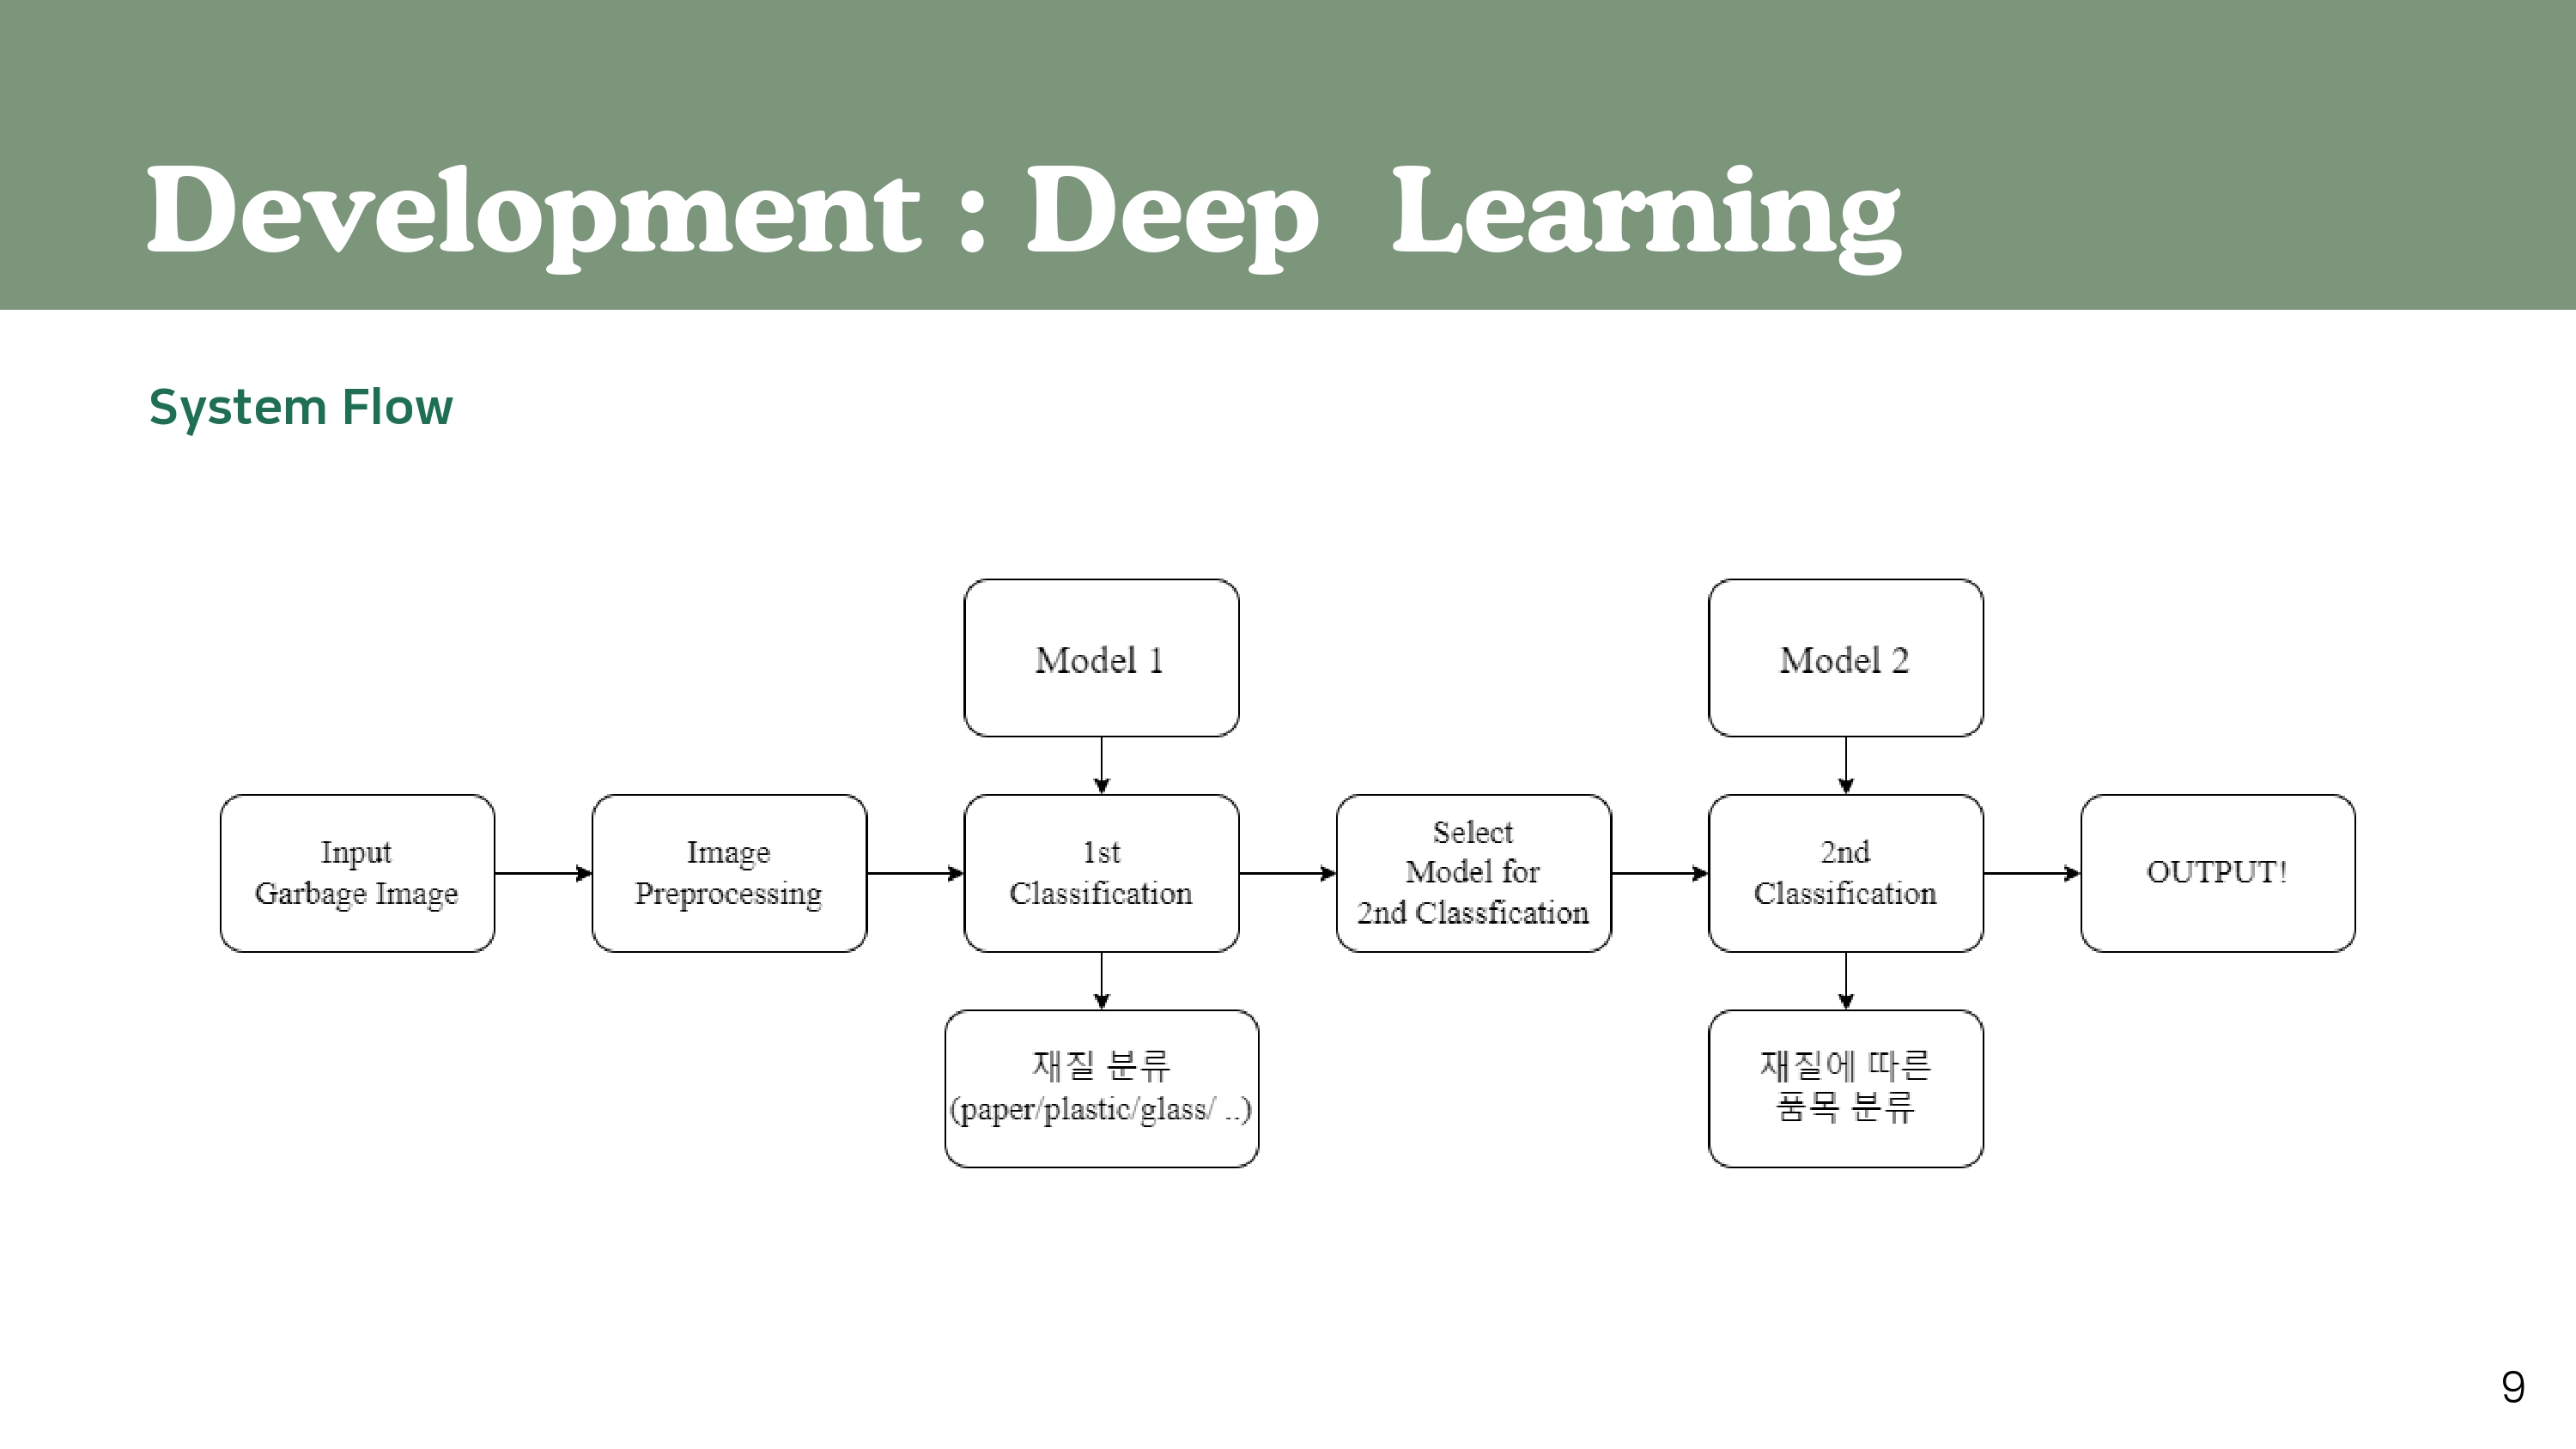 Development : Deep Learning
System Flow
Model 1
Model 2
Input
Garbage Image
Image
Preprocessing
1st
Classification
Select
Model for
2nd Classfication
2nd
Classification
OUTPUT!
재질 분류
(paper/plastic/glass/ ..)
재질에 따른
품목 분류
9